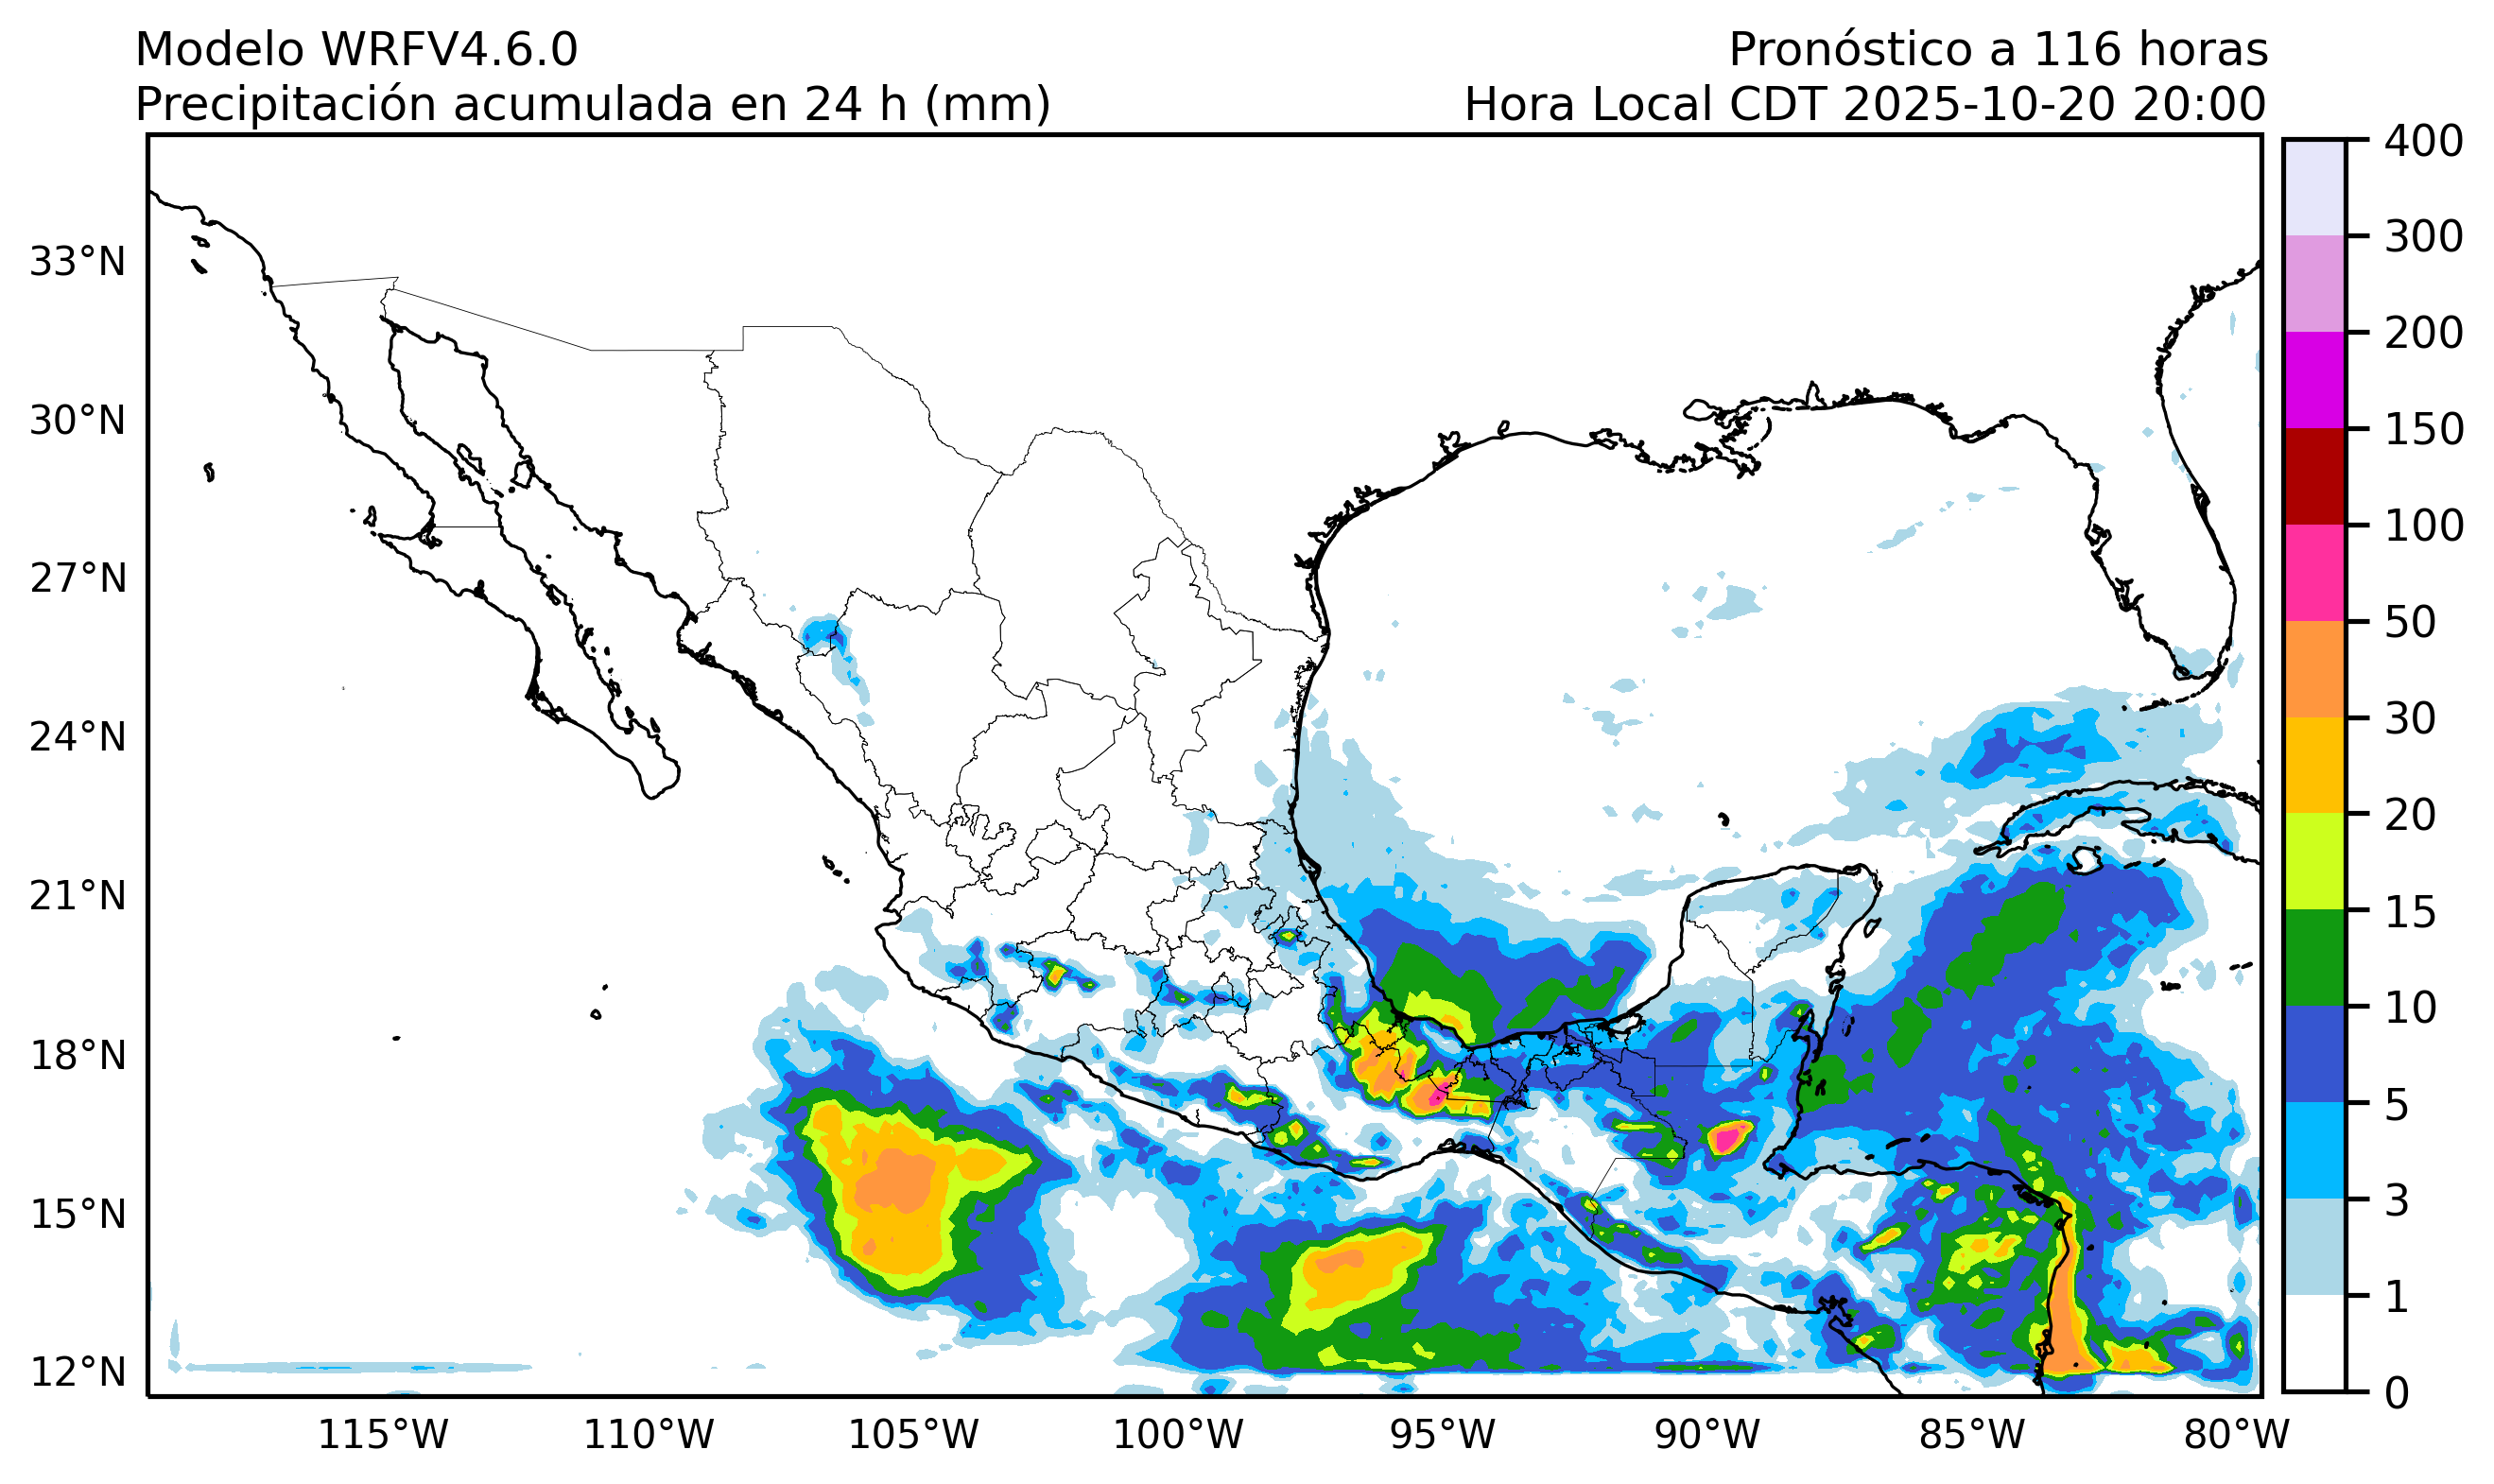 Modelo WRFV4.6.0
Pronóstico a 116 horas
Precipitación acumulada en 24 h (mm)
Hora Local CDT 2025-10-20 20:00
400
300
200
150
100
50
30
20
15
10
5
3
1
0
33°N
30°N
27°N
24°N
21°N
18°N
15°N
12°N
115°W
110°W
105°W
100°W
95°W
90°W
85°W
80°W